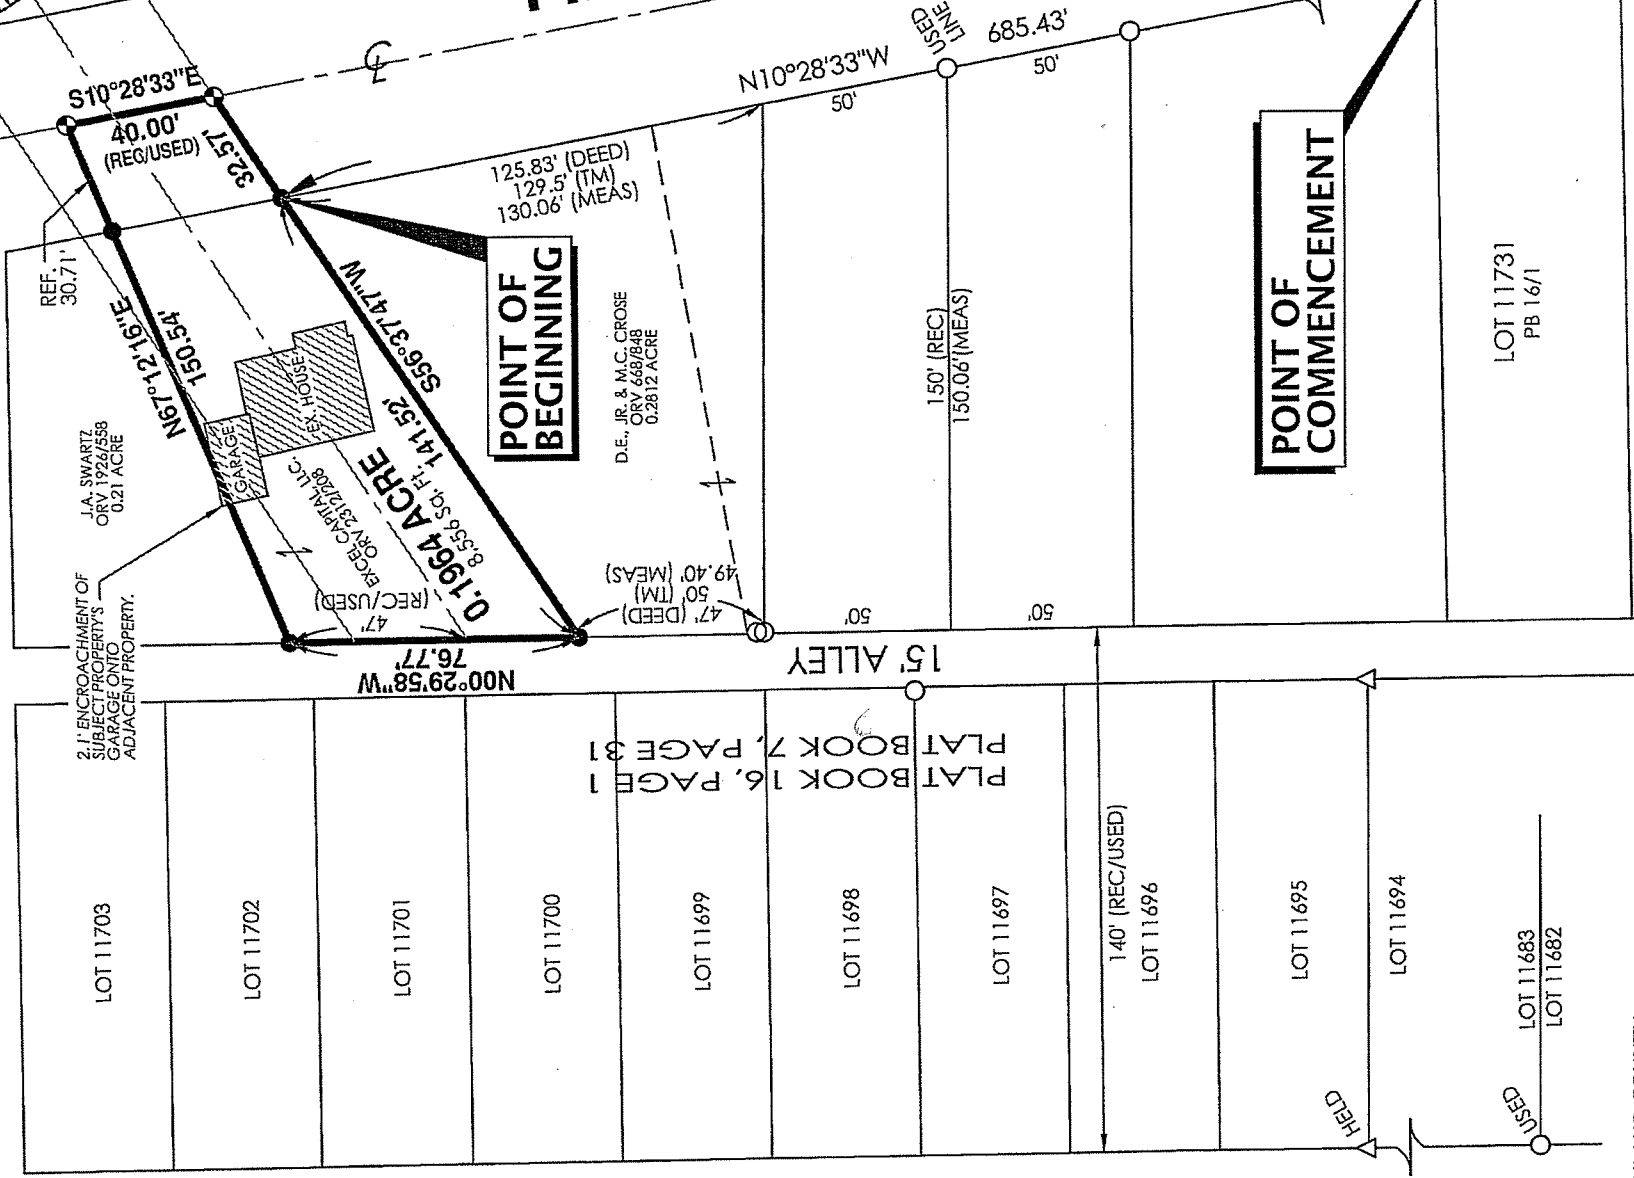 S10°28'33"E
40.00'
(REC/USED)
32.57'
REF.
30.71'
N67°12'16"E
150.54'
J.A. SWARTZ
ORV 1926/558
0.21 ACRE
GARAGE
EX. HOUSE
EXCEL CAPITAL, LLC.
ORV 2312/208
0.1964 ACRE
8,556 SQ. FT.
S56°37'47"W
141.52'
2.1' ENCROACHMENT OF
SUBJECT PROPERTY'S
GARAGE ONTO
ADJACENT PROPERTY.
47'
(REC/USED)
N00°29'58"W
76.77'
47' (DEED)
50' (TM)
49.40' (MEAS)
POINT OF
BEGINNING
125.83' (DEED)
129.5' (TM)
130.06' (MEAS)
D.E., JR. & M.C. CROSE
ORV 668/848
0.2812 ACRE
N10°28'33"W
685.43'
USED
LINE
50'
50'
150' (REC)
150.06' (MEAS)
50'
50'
POINT OF
COMMENCEMENT
LOT 11731
PB 16/1
15' ALLEY
PLAT BOOK 7, PAGE 31
PLAT BOOK 16, PAGE 1
LOT 11703
LOT 11702
LOT 11701
LOT 11700
LOT 11699
LOT 11698
LOT 11697
140' (REC/USED)
LOT 11696
LOT 11695
LOT 11694
LOT 11683
LOT 11682
HELD
USED